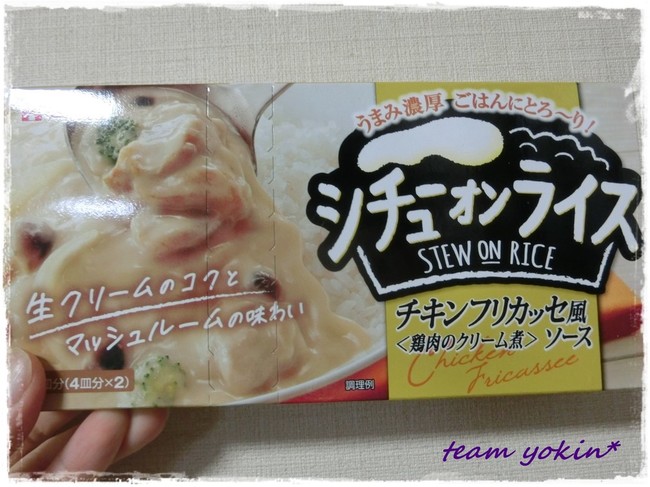 うまみ濃厚 ごはんにとろ〜り!
シチューオンライス
STEW ON RICE
チキンフリカッセ風
<鶏肉のクリーム煮> ソース
Chicken
Fricassee
生クリームのコクと
マッシュルームの味わい
皿分(4皿分×2)
調理例
team yokin*